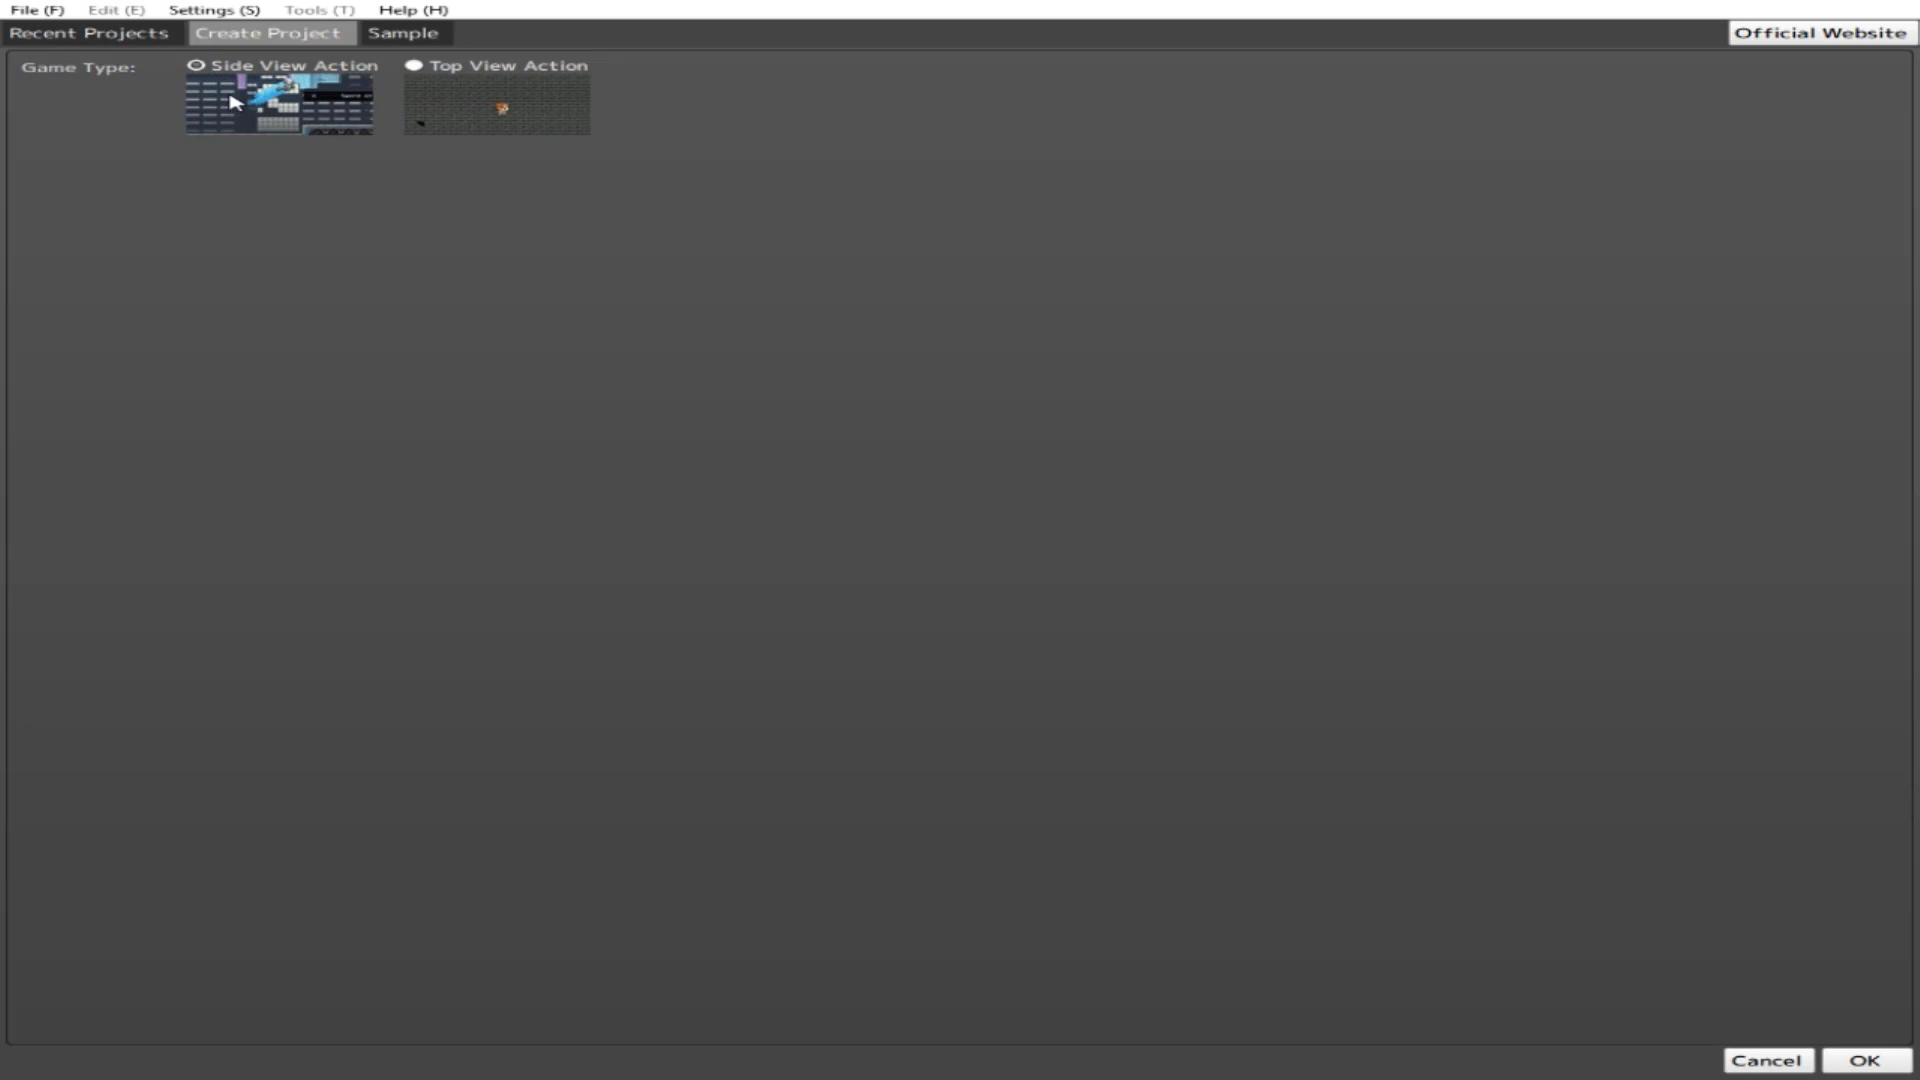 File (F) Edit (E) Settings (S) Tools (T) Help (H)
Recent Projects Create Project Sample Official Website
Game Type: Side View Action Top View Action
Cancel OK